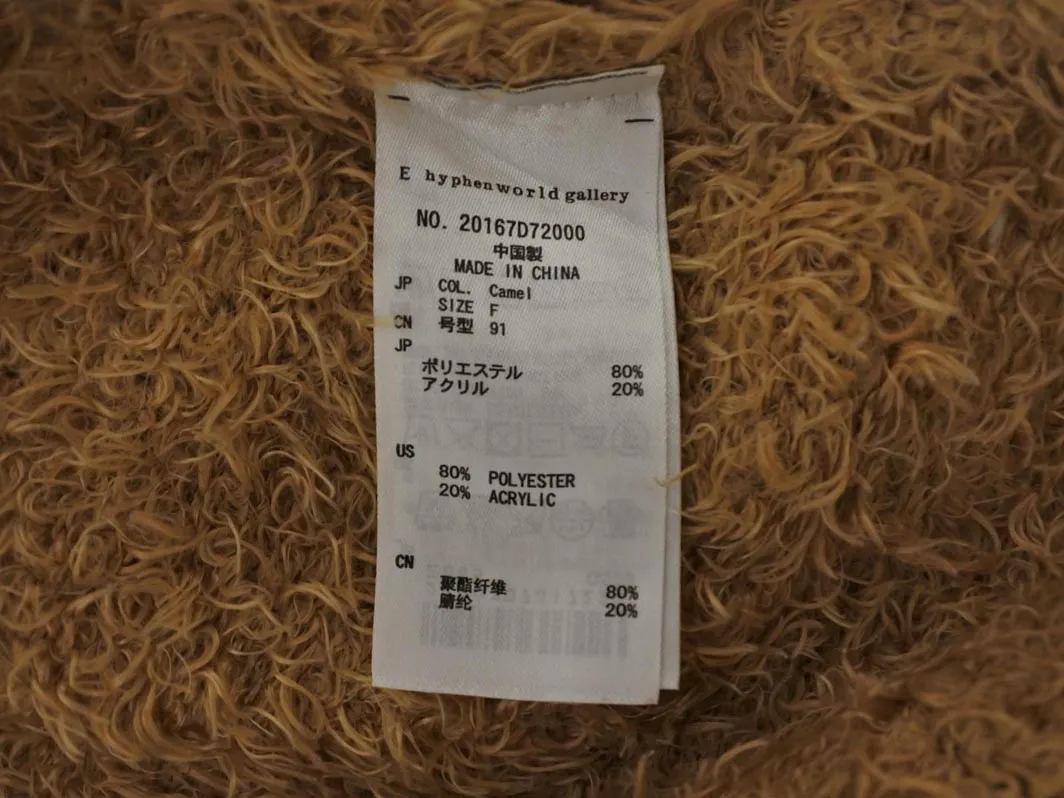 E hyphenworld gallery
NO. 20167D72000
中国製
MADE IN CHINA
JP COL. Camel
SIZE F
CN 号型 91
JP
ポリエステル 80%
アクリル 20%
US
80% POLYESTER
20% ACRYLIC
CN
聚酯纤维 80%
腈纶 20%